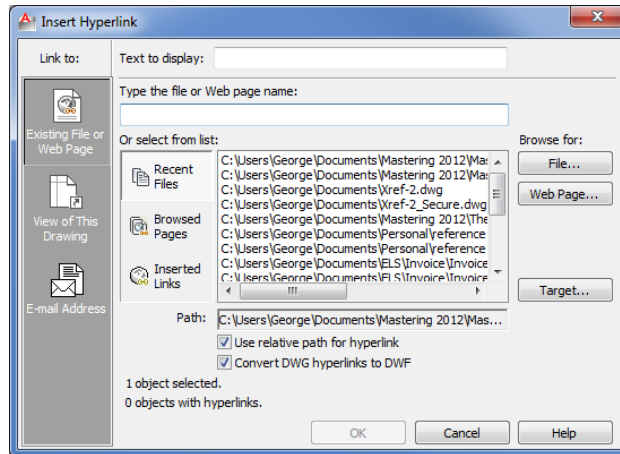 Insert Hyperlink
Link to:
Text to display:
Existing File or
Web Page
View of This
Drawing
E-mail Address
Type the file or Web page name:
Or select from list:
Recent
Files
Browsed
Pages
Inserted
Links
C:\Users\George\Documents\Mastering 2012\Mas
C:\Users\George\Documents\Mastering 2012\Mas
C:\Users\George\Documents\Xref-2.dwg
C:\Users\George\Documents\Xref-2_Secure.dwg
C:\Users\George\Documents\Mastering 2012\The
C:\Users\George\Documents\Personal\reference
C:\Users\George\Documents\Personal\reference
C:\Users\George\Documents\ELS\Invoice\Invoice
C:\Users\George\Documents\ELS\Invoice\Invoice
Browse for:
File...
Web Page...
Target...
Path:
C:\Users\George\Documents\Mastering 2012\Mas...
Use relative path for hyperlink
Convert DWG hyperlinks to DWF
1 object selected.
0 objects with hyperlinks.
OK
Cancel
Help